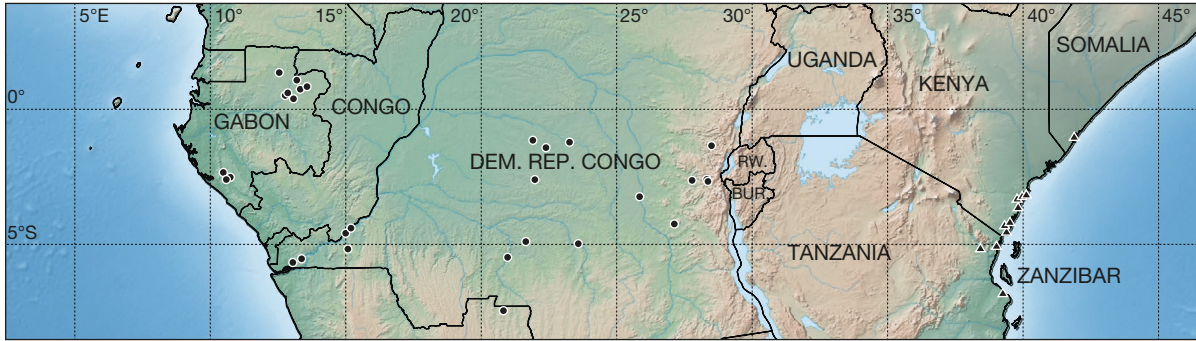 5°E 10° 15° 20° 25° 30° 35° 40° 45°
SOMALIA
UGANDA
KENYA
0°
CONGO
GABON
DEM. REP. CONGO
RW.
BUR.
5°S
TANZANIA
ZANZIBAR